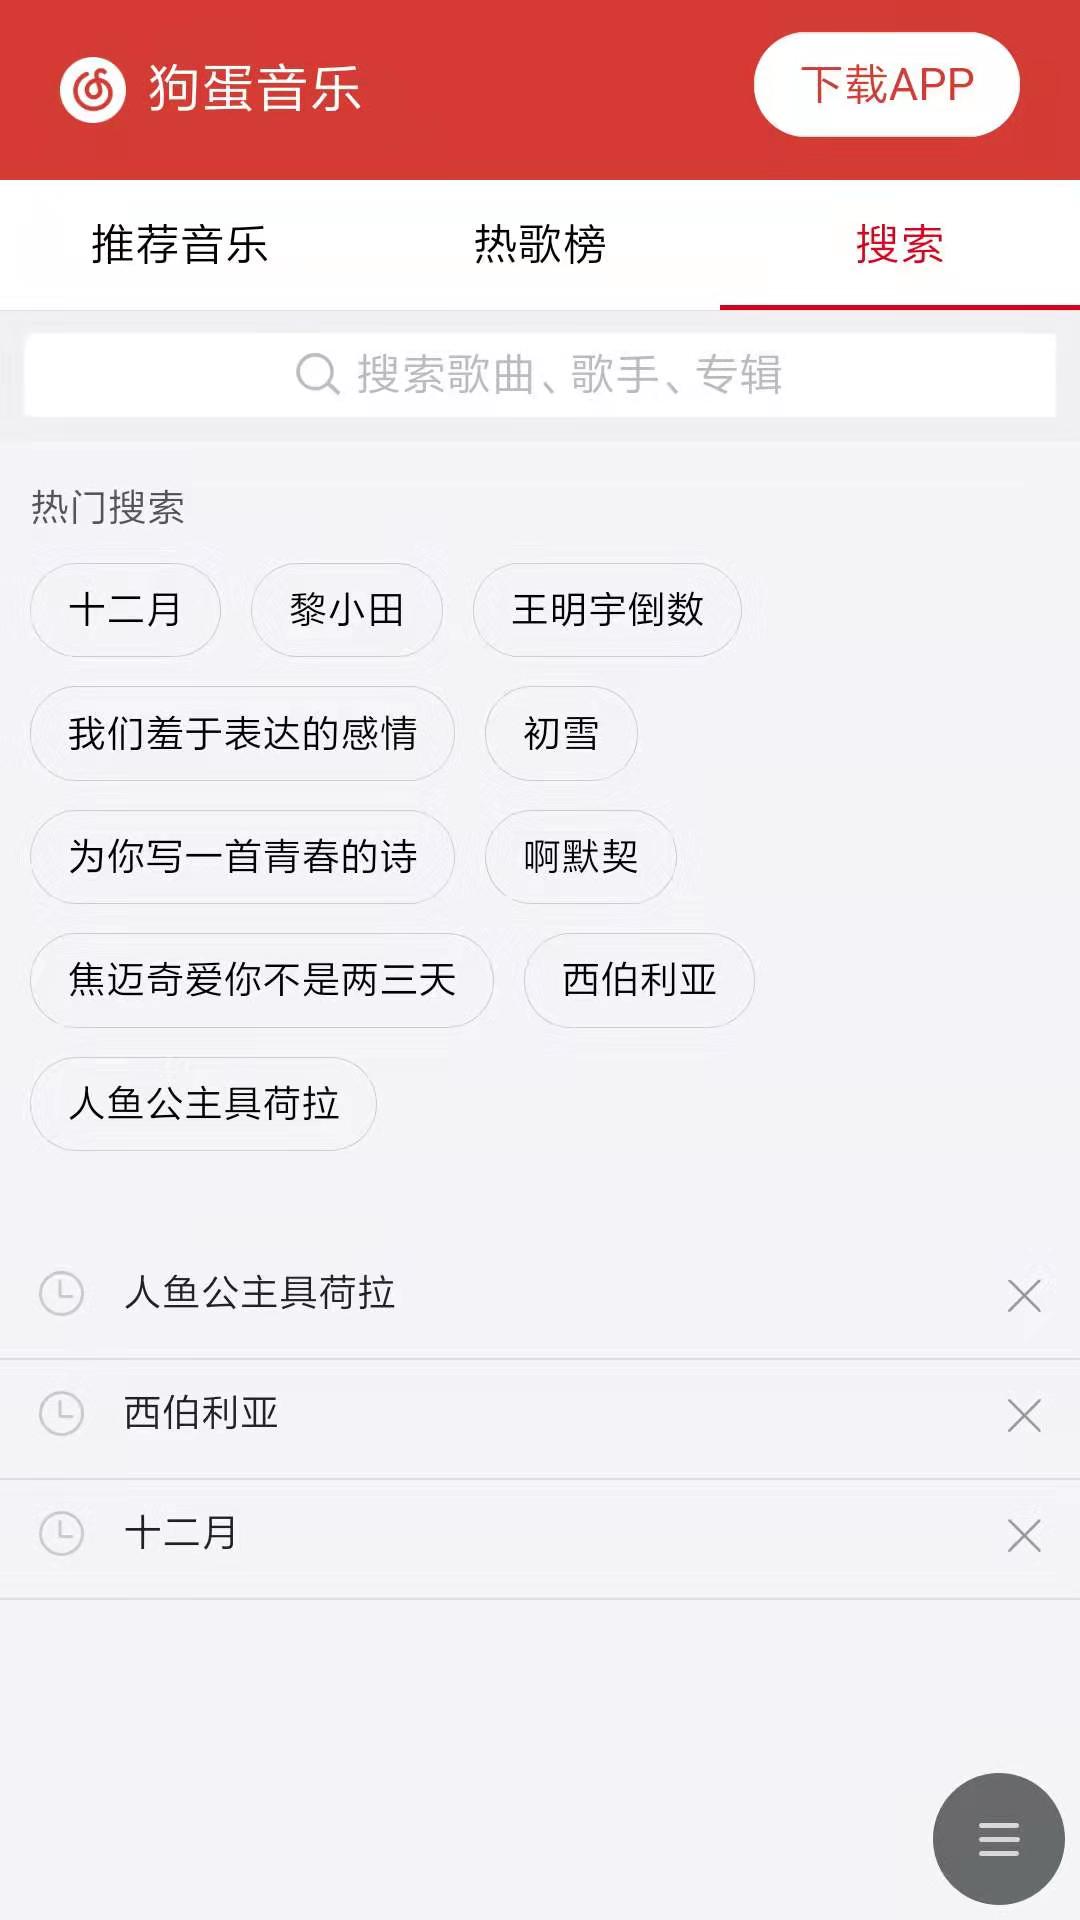 狗蛋音乐 下载APP
推荐音乐 热歌榜 搜索
搜索歌曲、歌手、专辑
热门搜索
十二月 黎小田 王明宇倒数
我们羞于表达的感情 初雪
为你写一首青春的诗 啊默契
焦迈奇爱你不是两三天 西伯利亚
人鱼公主具荷拉
人鱼公主具荷拉
西伯利亚
十二月